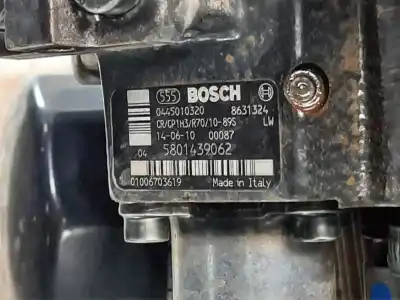 555 BOSCH
0445010320 8631324
CR/CP1H3/R70/10-89S LW
14-06-10 00087
04 5801439062
01006703619 Made in Italy